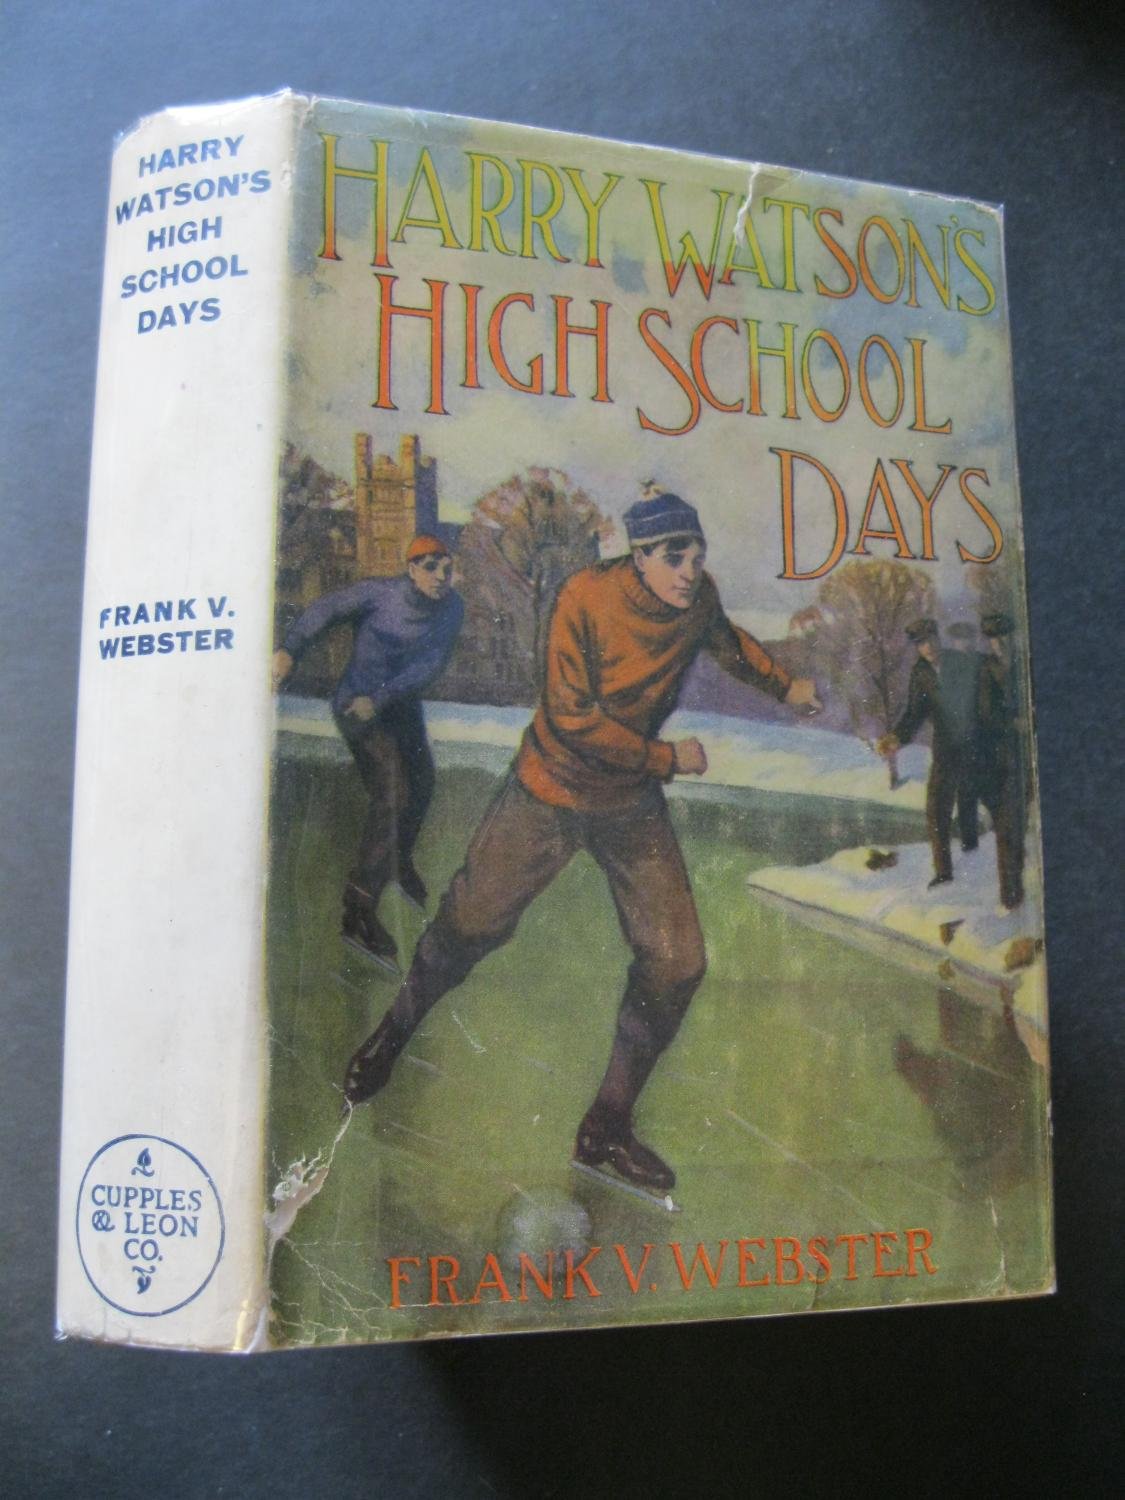 HARRY
WATSON'S
HIGH
SCHOOL
DAYS
FRANK V.
WEBSTER
CUPPLES
& LEON
CO.
HARRY WATSON'S
HIGH SCHOOL
DAYS
FRANK V. WEBSTER